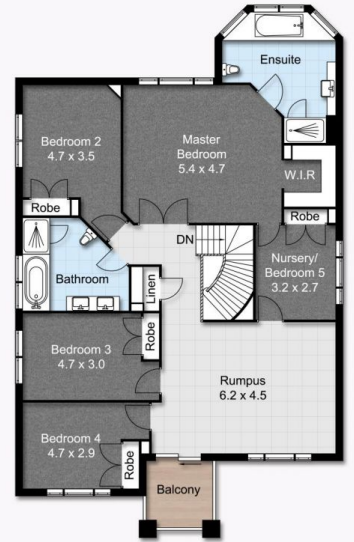 Ensuite
Bedroom 2
4.7 x 3.5
Master
Bedroom
5.4 x 4.7
W.I.R
Robe
Robe
DN
Nursery/
Bedroom 5
3.2 x 2.7
Bathroom
Linen
Bedroom 3
4.7 x 3.0
Robe
Rumpus
6.2 x 4.5
Bedroom 4
4.7 x 2.9
Robe
Balcony